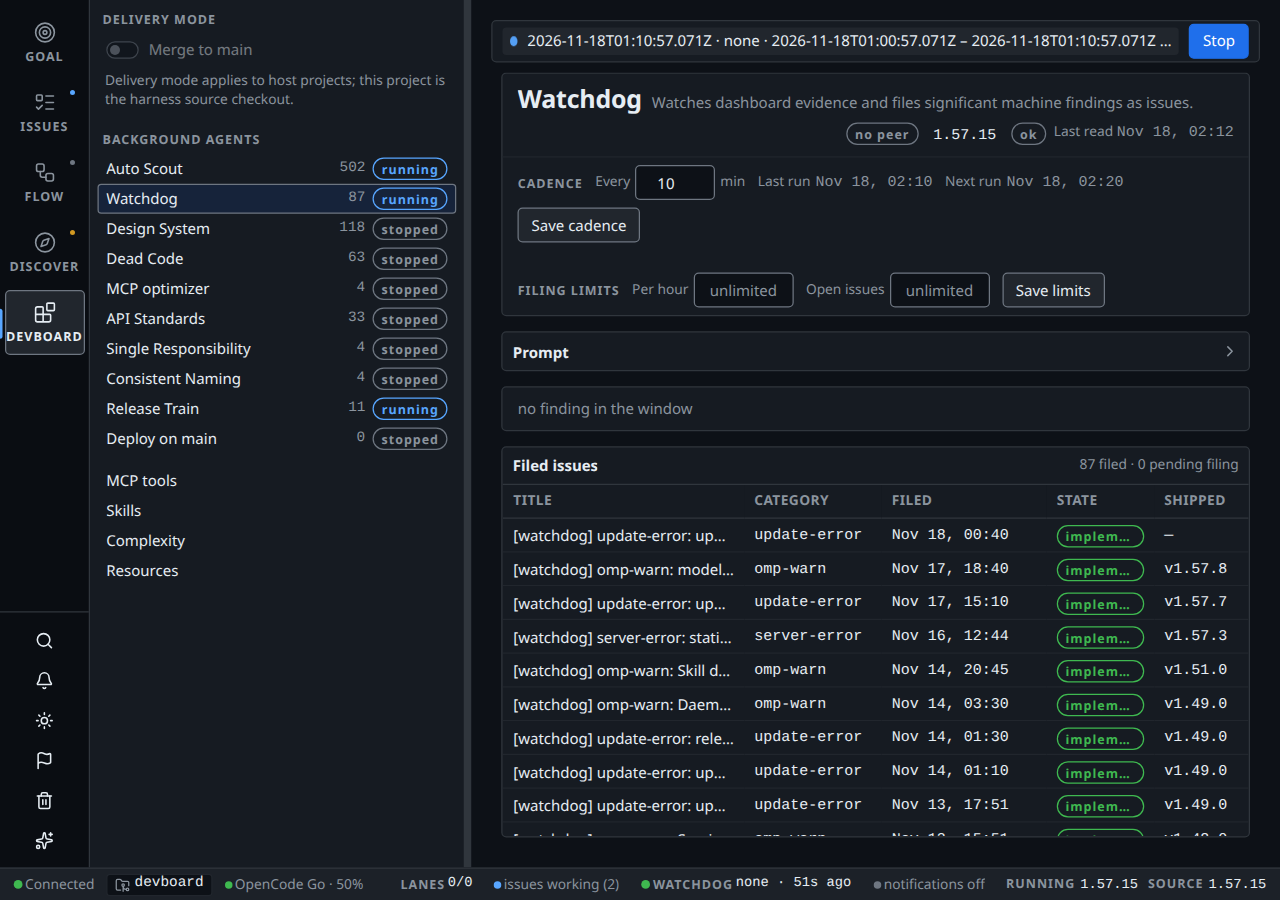 GOAL
ISSUES
FLOW
DISCOVER
DEVBOARD
DELIVERY MODE
Merge to main
Delivery mode applies to host projects; this project is
the harness source checkout.
BACKGROUND AGENTS
Auto Scout 502 running
Watchdog 87 running
Design System 118 stopped
Dead Code 63 stopped
MCP optimizer 4 stopped
API Standards 33 stopped
Single Responsibility 4 stopped
Consistent Naming 4 stopped
Release Train 11 running
Deploy on main 0 stopped
MCP tools
Skills
Complexity
Resources
2026-11-18T01:10:57.071Z · none · 2026-11-18T01:00:57.071Z – 2026-11-18T01:10:57.071Z ... Stop
Watchdog Watches dashboard evidence and files significant machine findings as issues.
no peer 1.57.15 ok Last read Nov 18, 02:12
CADENCE Every 10 min Last run Nov 18, 02:10 Next run Nov 18, 02:20
Save cadence
FILING LIMITS Per hour unlimited Open issues unlimited Save limits
Prompt
no finding in the window
Filed issues 87 filed · 0 pending filing
TITLE CATEGORY FILED STATE SHIPPED
[watchdog] update-error: up... update-error Nov 18, 00:40 implem... —
[watchdog] omp-warn: model... omp-warn Nov 17, 18:40 implem... v1.57.8
[watchdog] update-error: up... update-error Nov 17, 15:10 implem... v1.57.7
[watchdog] server-error: stati... server-error Nov 16, 12:44 implem... v1.57.3
[watchdog] omp-warn: Skill d... omp-warn Nov 14, 20:45 implem... v1.51.0
[watchdog] omp-warn: Daem... omp-warn Nov 14, 03:30 implem... v1.49.0
[watchdog] update-error: rele... update-error Nov 14, 01:30 implem... v1.49.0
[watchdog] update-error: up... update-error Nov 14, 01:10 implem... v1.49.0
[watchdog] update-error: up... update-error Nov 13, 17:51 implem... v1.49.0
Connected devboard OpenCode Go · 50% LANES 0/0 issues working (2) WATCHDOG none · 51s ago notifications off RUNNING 1.57.15 SOURCE 1.57.15